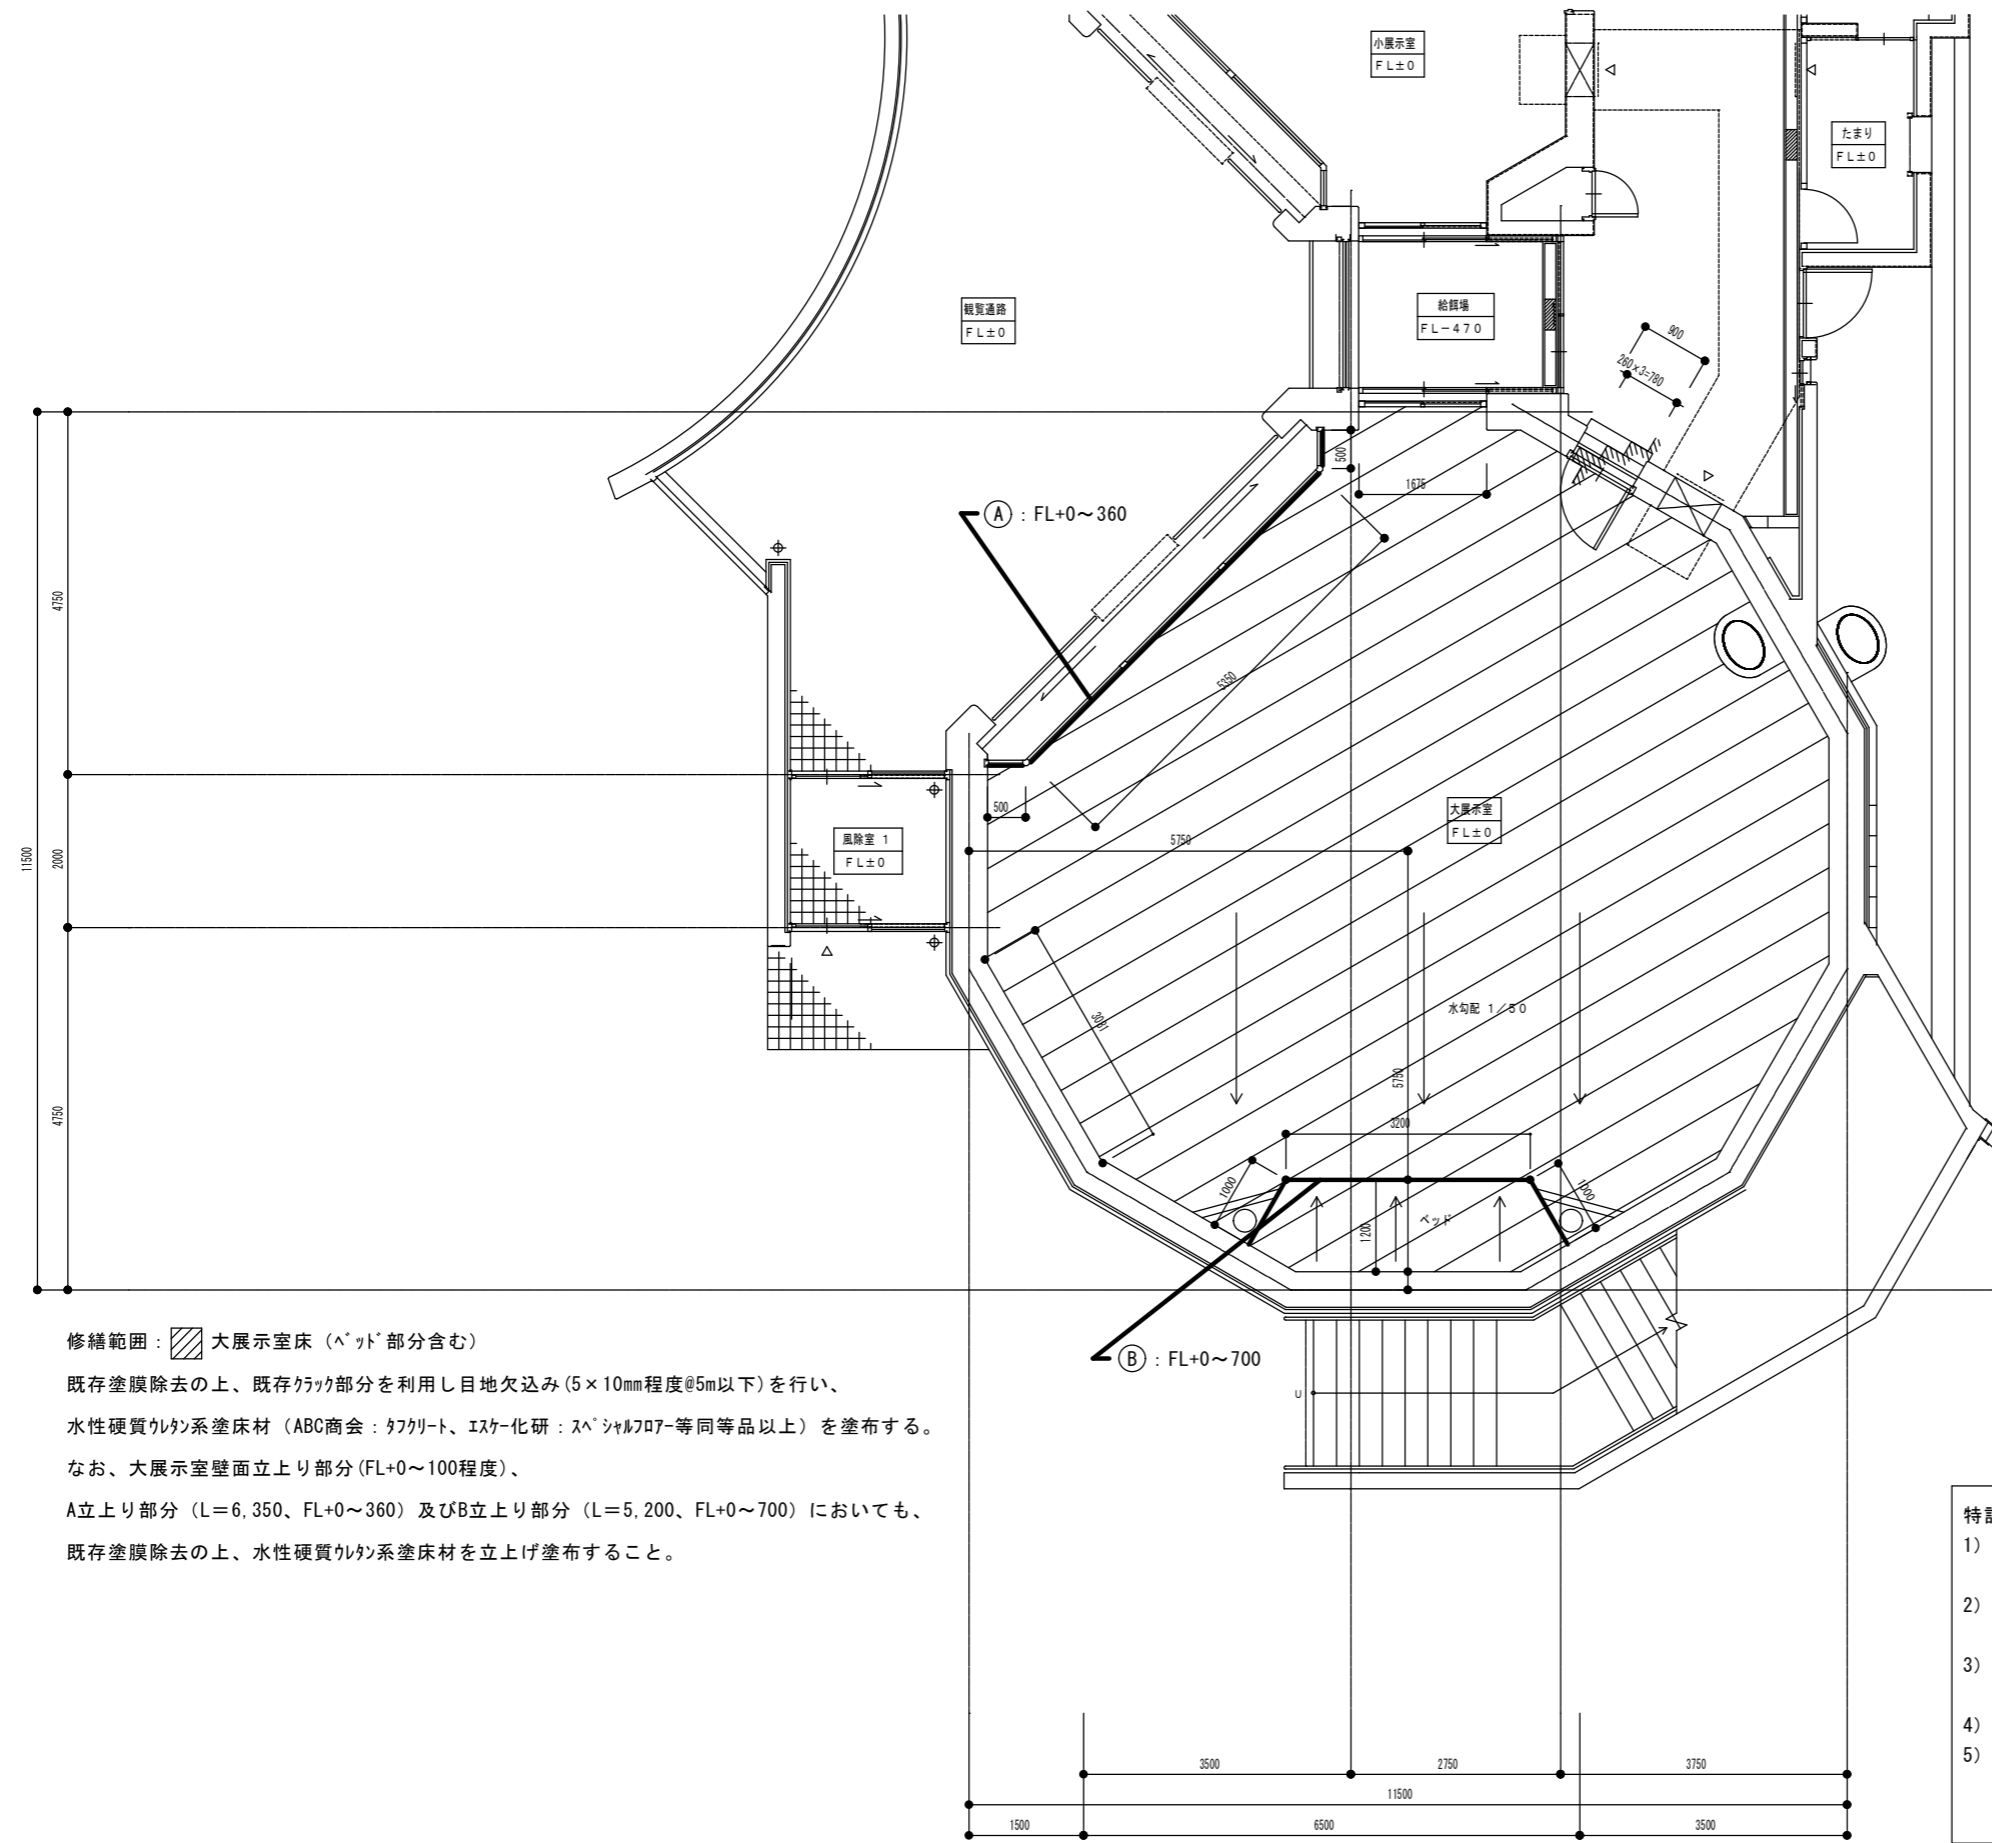 小展示室
FL±0
たまり
FL±0
観覧通路
FL±0
給餌場
FL-470
900
260×3=780
A : FL+0~360
500
1675
5350
4750
11500
2000
4750
500
5750
風除室 1
FL±0
大展示室
FL±0
水勾配 1/50
3081
5750
3200
1000
1000
1200
ベッド
B : FL+0~700
U
修繕範囲: 大展示室床(ﾍﾞｯﾄﾞ部分含む)
既存塗膜除去の上、既存ｸﾗｯｸ部分を利用し目地欠込み(5×10mm程度@5m以下)を行い、
水性硬質ｳﾚﾀﾝ系塗床材(ABC商会:ﾀﾌｸﾘｰﾄ、ｴｽｹｰ化研:ｽﾍﾟｼｬﾙﾌﾛｱｰ等同等品以上)を塗布する。
なお、大展示室壁面立上り部分(FL+0~100程度)、
A立上り部分(L=6,350、FL+0~360)及びB立上り部分(L=5,200、FL+0~700)においても、
既存塗膜除去の上、水性硬質ｳﾚﾀﾝ系塗床材を立上げ塗布すること。
特
1)
2)
3)
4)
5)
3500
2750
3750
11500
1500
6500
3500